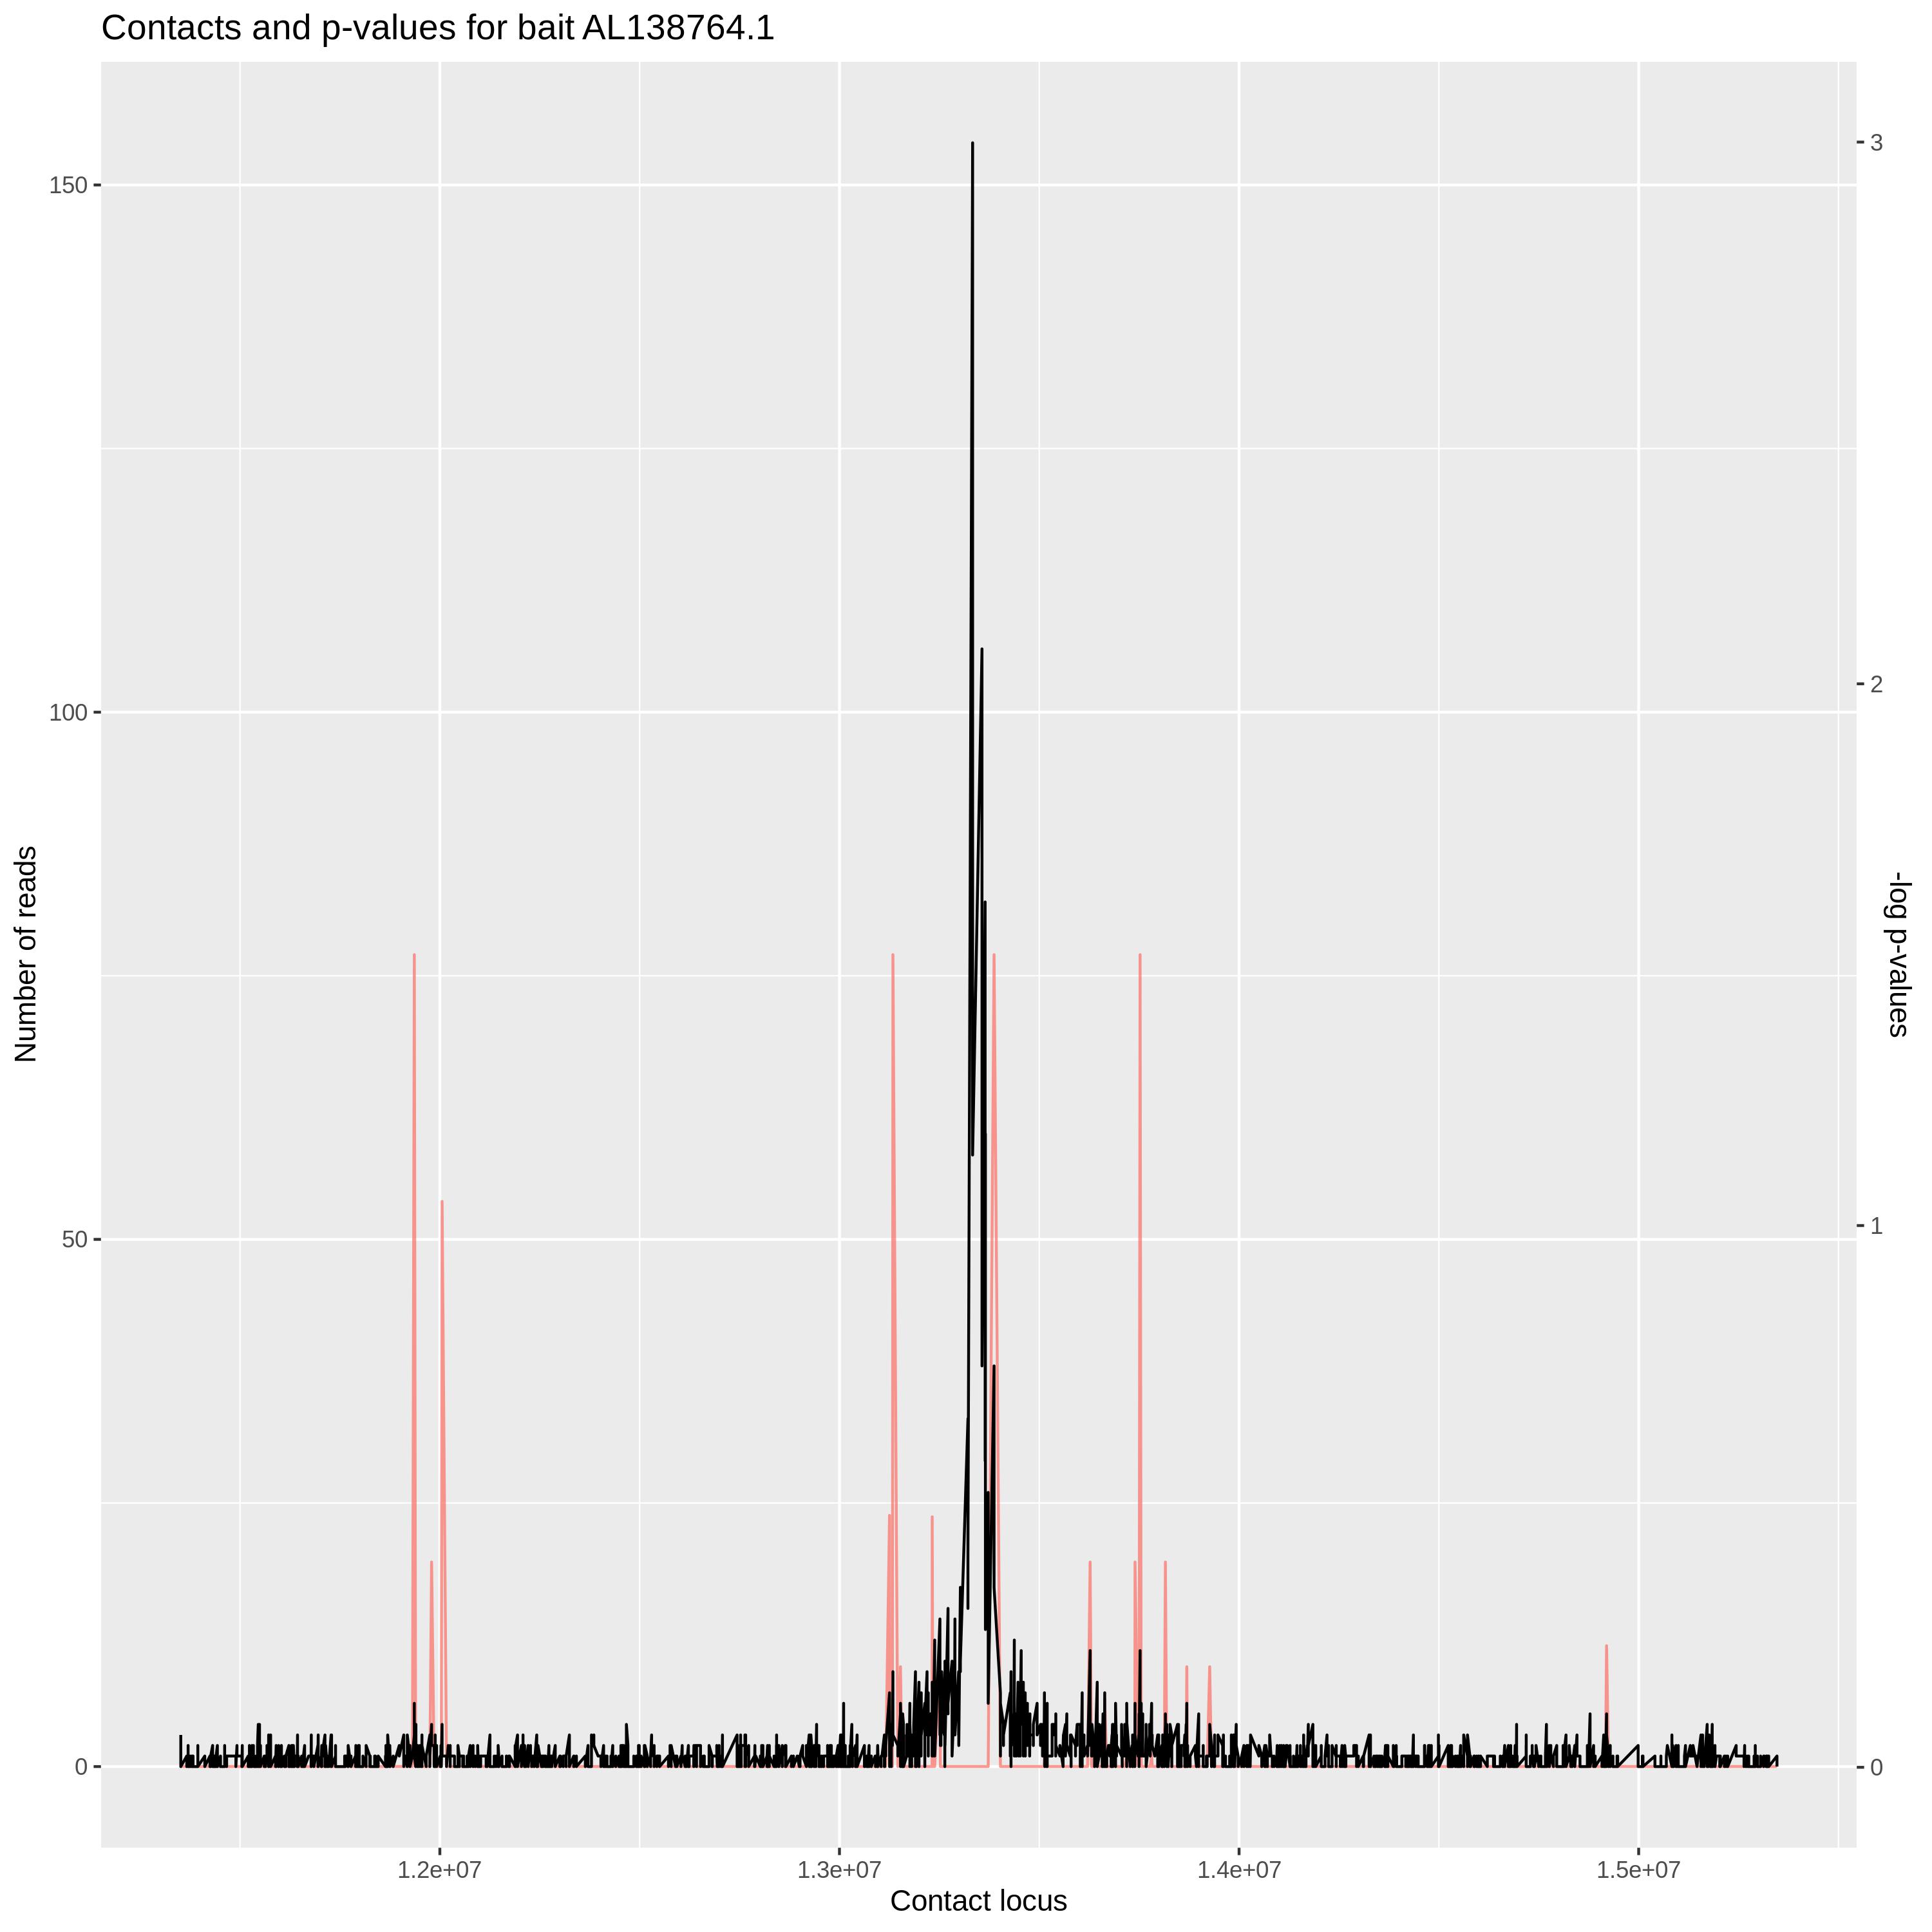 Contacts and p-values for bait AL138764.1
150
100
50
0
3
2
1
0
Number of reads
-log p-values
1.2e+07 1.3e+07 1.4e+07 1.5e+07
Contact locus